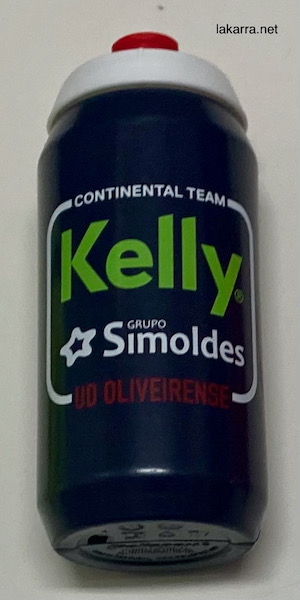 lakarra.net
CONTINENTAL TEAM
Kelly®
GRUPO
Simoldes
UD OLIVEIRENSE